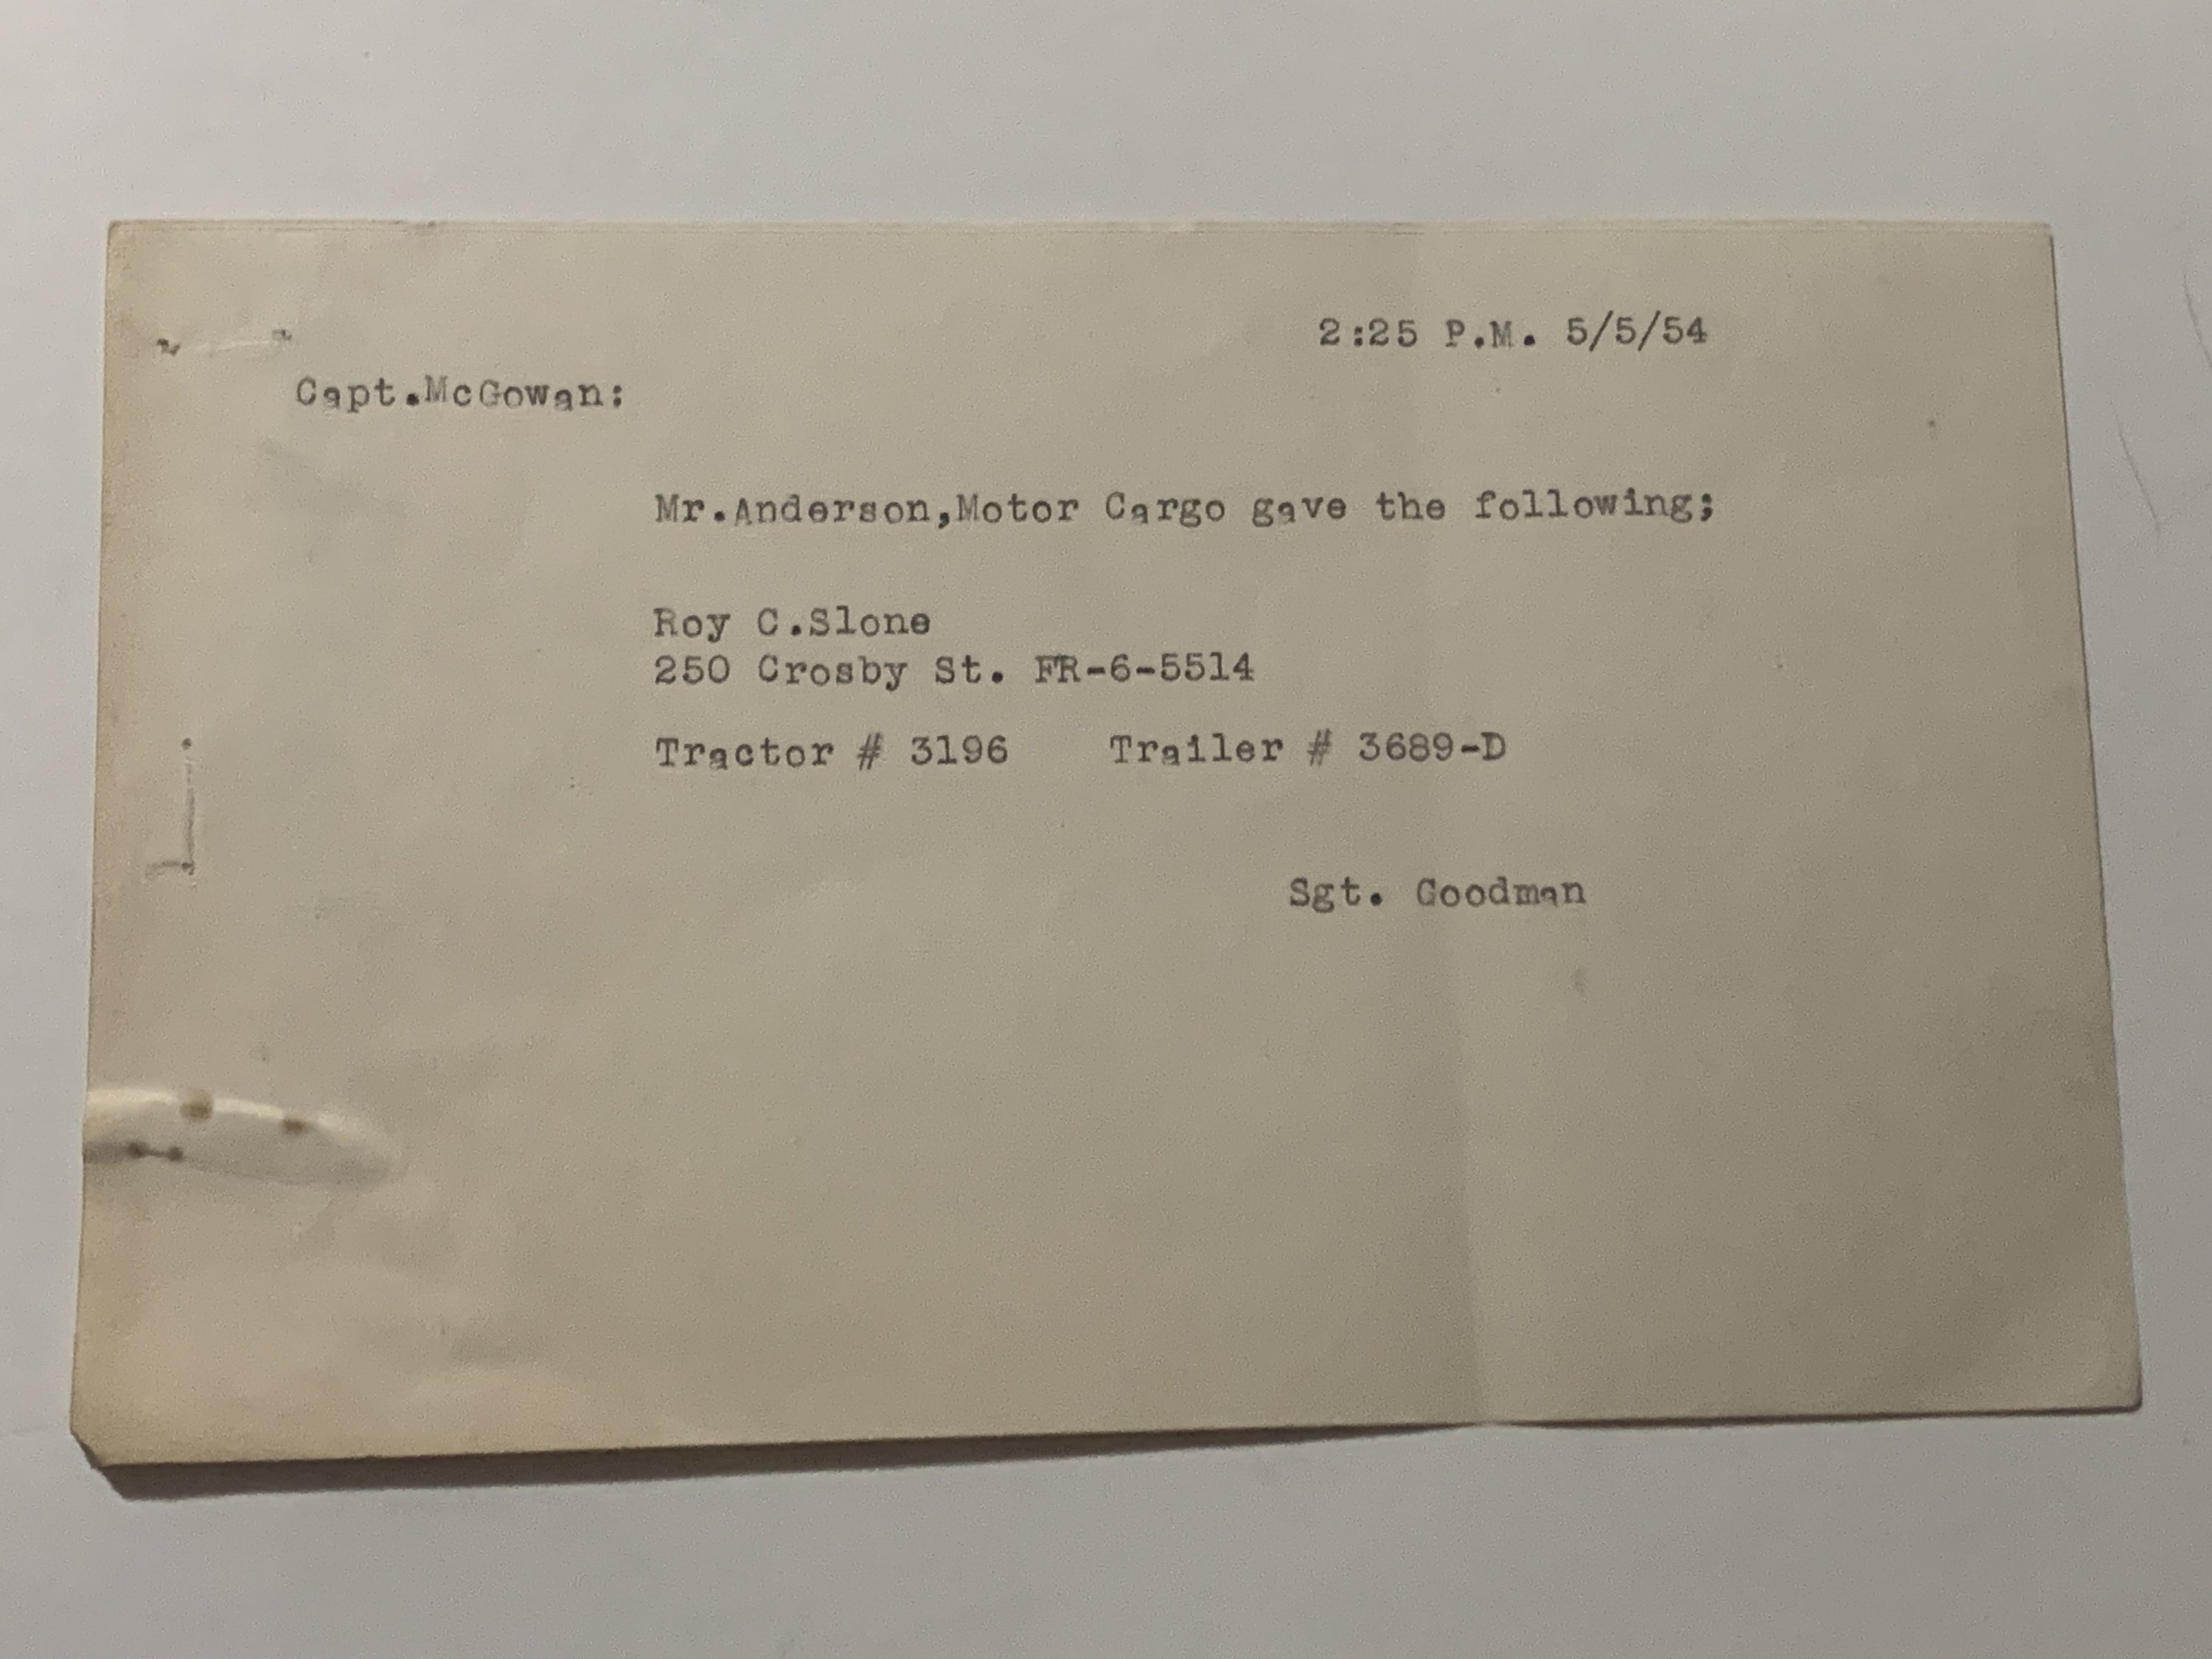 2:25 P.M. 5/5/54
Capt.McGowan:
Mr.Anderson,Motor Cargo gave the following;
Roy C.Slone
250 Crosby St. FR-6-5514
Tractor # 3196 Trailer # 3689-D
Sgt. Goodman